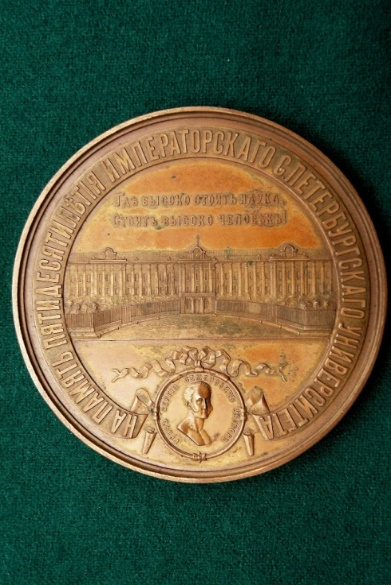 НА ПАМЯТЬ ПЯТИДЕСЯТИЛѢТІЯ ИМПЕРАТОРСКАГО С.ПЕТЕРБУРГСКАГО УНИВЕРСИТЕТА
ГДѢ ВЫСОКО СТОИТЪ НАУКА,
СТОИТЪ ВЫСОКО ЧЕЛОВѢКЪ!